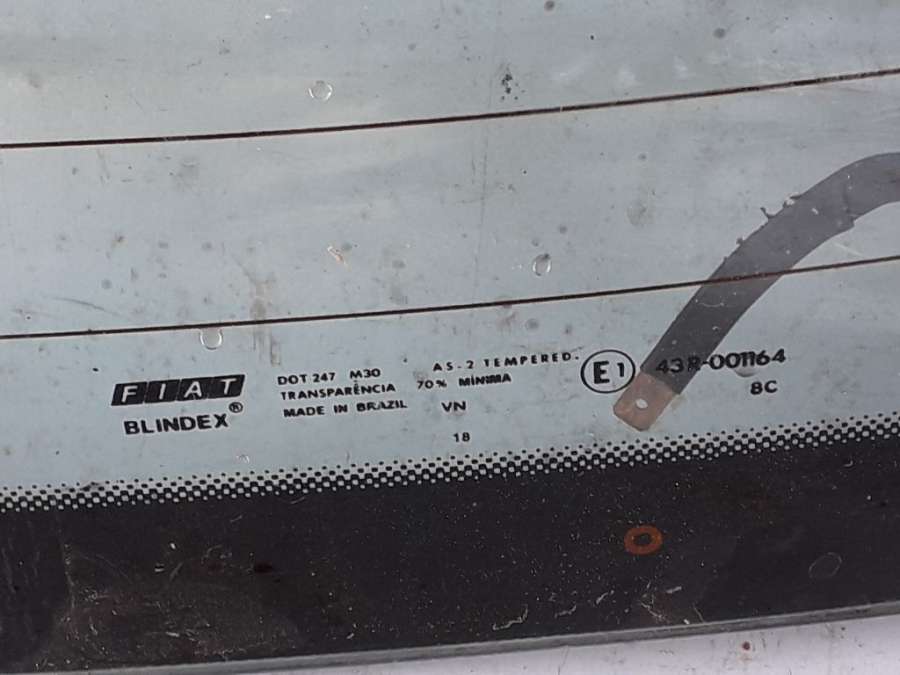 FIAT
BLINDEX®
DOT 247 M30 AS-2 TEMPERED.
TRANSPARÊNCIA 70% MÍNIMA
MADE IN BRAZIL VN
18
E1 43R-001164
8C